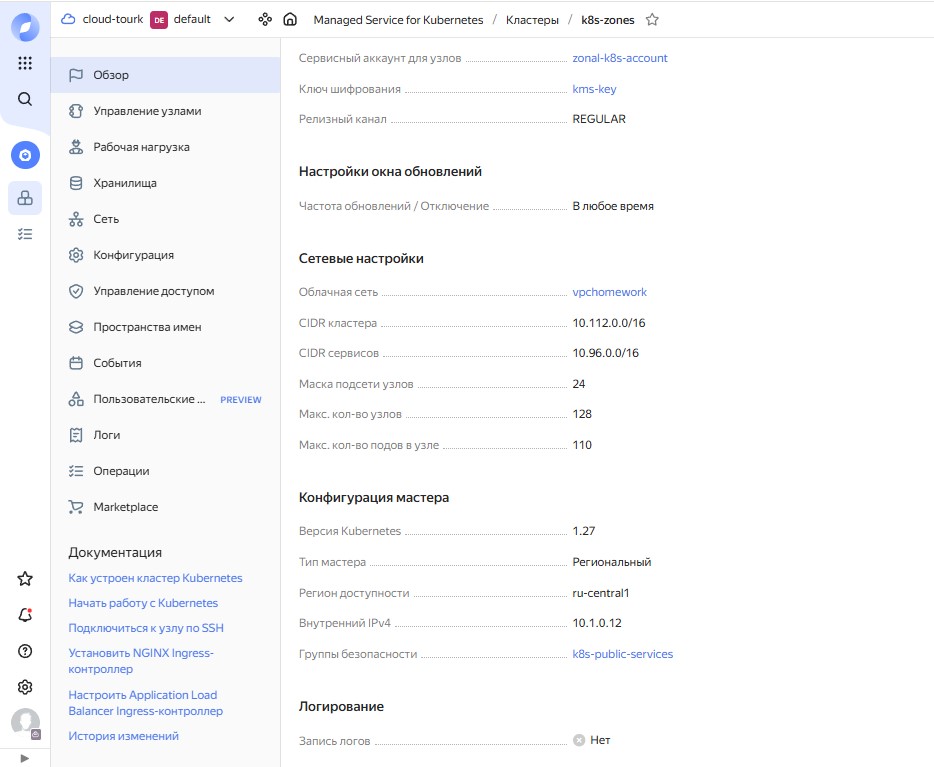 cloud-tourk DE default Managed Service for Kubernetes / Кластеры / k8s-zones
Обзор
Управление узлами
Рабочая нагрузка
Хранилища
Сеть
Конфигурация
Управление доступом
Пространства имен
События
Пользовательские ... PREVIEW
Логи
Операции
Marketplace
Документация
Как устроен кластер Kubernetes
Начать работу с Kubernetes
Подключиться к узлу по SSH
Установить NGINX Ingress-
контроллер
Настроить Application Load
Balancer Ingress-контроллер
История изменений
Сервисный аккаунт для узлов zonal-k8s-account
Ключ шифрования kms-key
Релизный канал REGULAR
Настройки окна обновлений
Частота обновлений / Отключение В любое время
Сетевые настройки
Облачная сеть vpchomework
CIDR кластера 10.112.0.0/16
CIDR сервисов 10.96.0.0/16
Маска подсети узлов 24
Макс. кол-во узлов 128
Макс. кол-во подов в узле 110
Конфигурация мастера
Версия Kubernetes 1.27
Тип мастера Региональный
Регион доступности ru-central1
Внутренний IPv4 10.1.0.12
Группы безопасности k8s-public-services
Логирование
Запись логов Нет